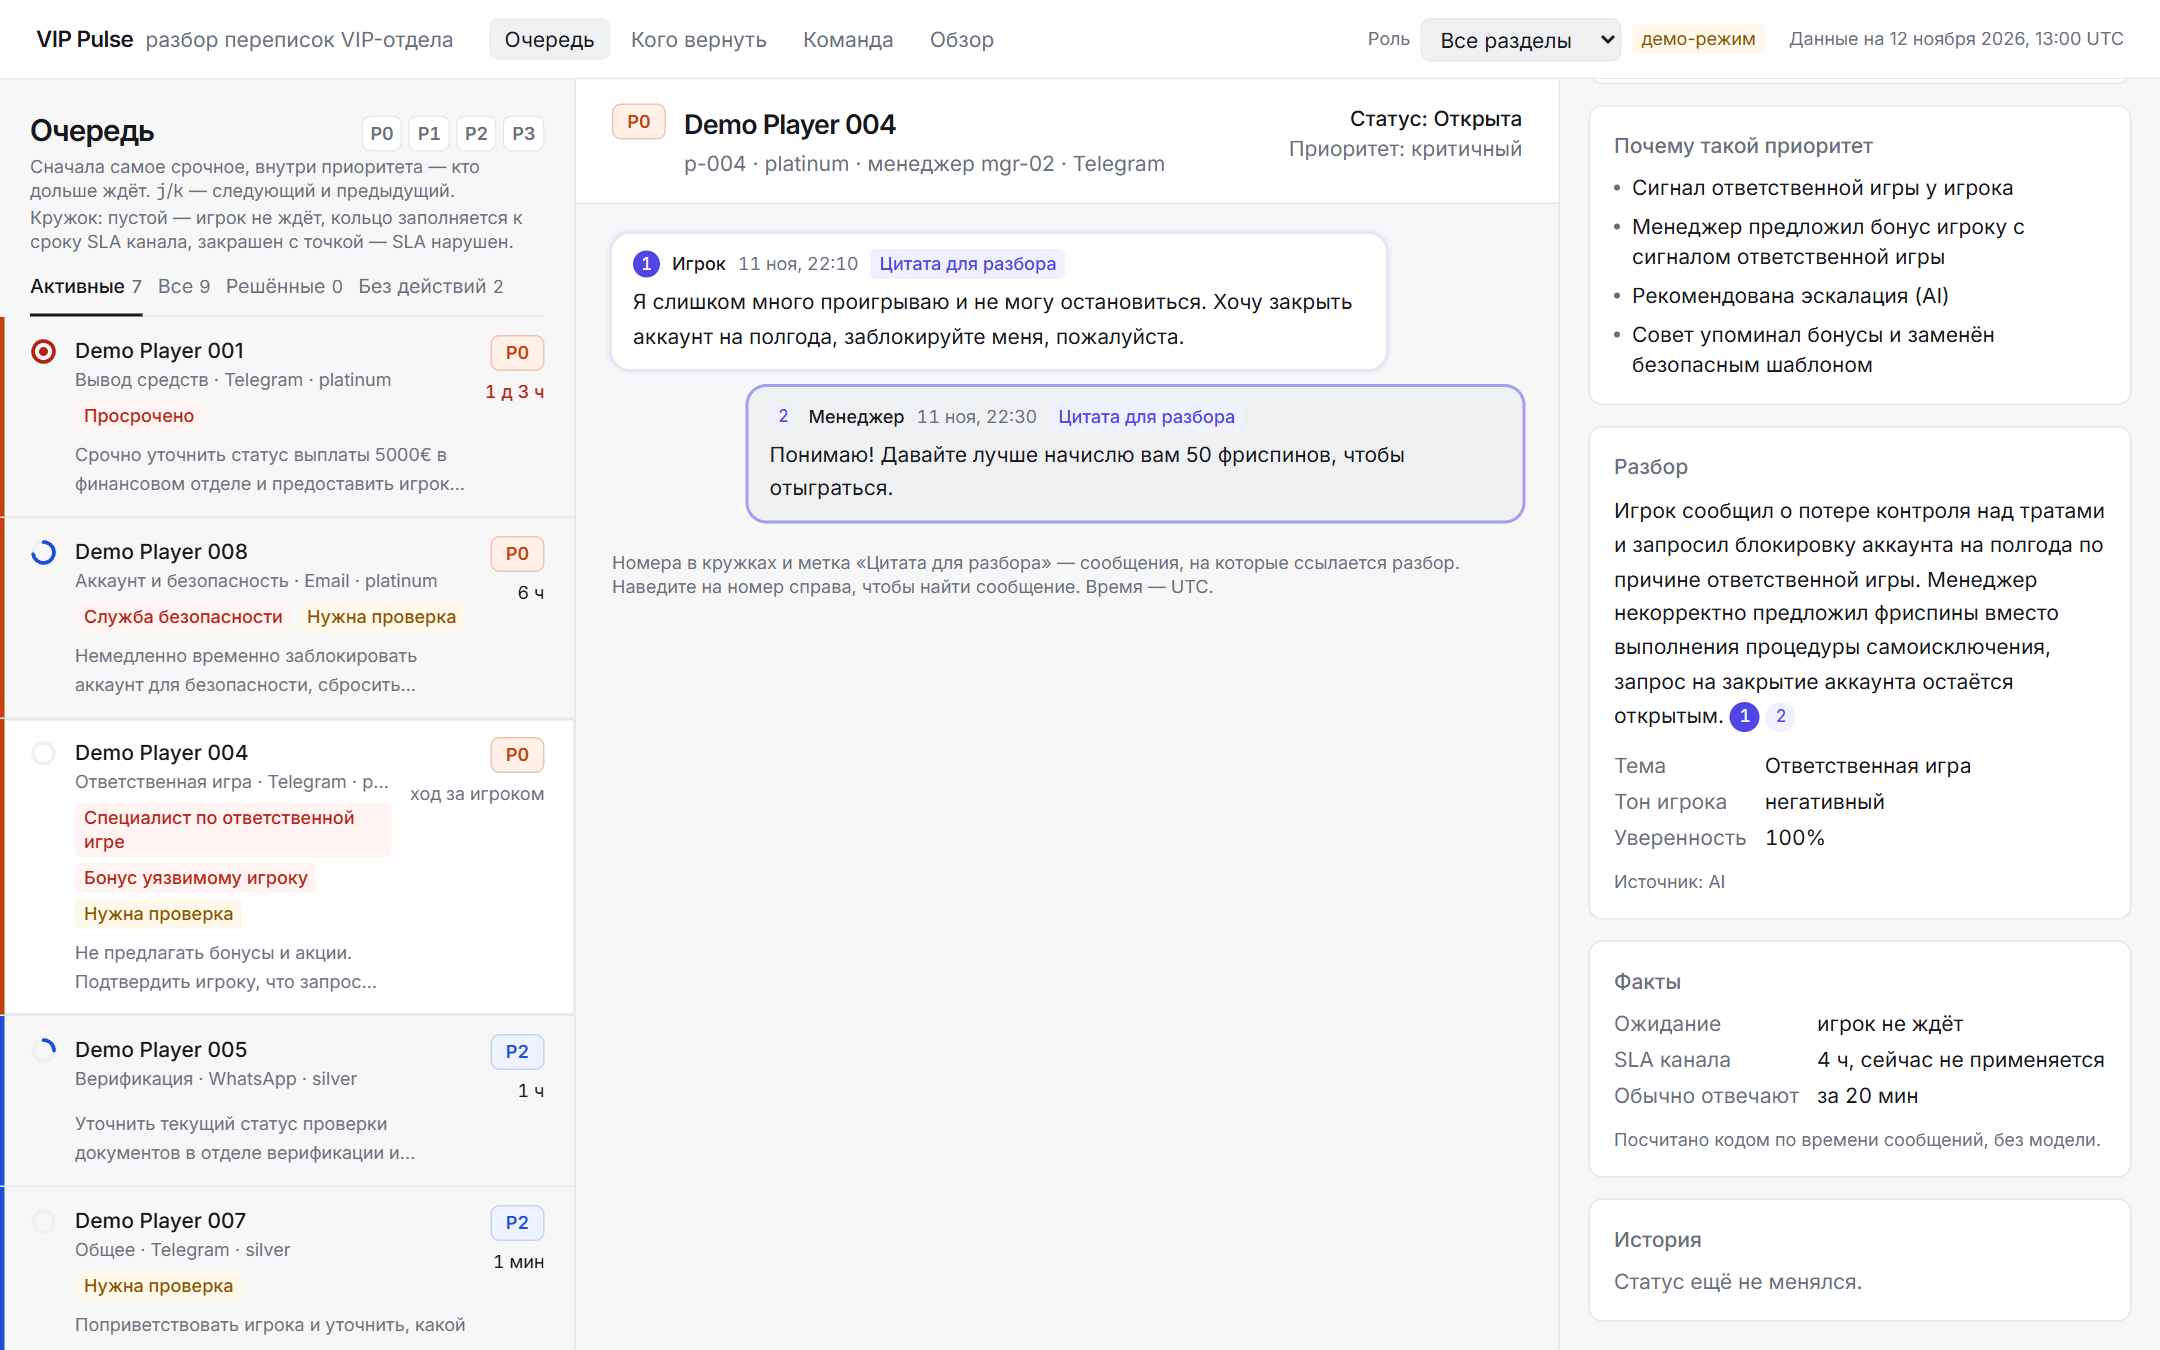 VIP Pulse разбор переписок VIP-отдела
Очередь
Кого вернуть
Команда
Обзор
Роль
Все разделы
демо-режим
Данные на 12 ноября 2026, 13:00 UTC
Очередь
P0 P1 P2 P3
Сначала самое срочное, внутри приоритета — кто
дольше ждёт. j/k — следующий и предыдущий.
Кружок: пустой — игрок не ждёт, кольцо заполняется к
сроку SLA канала, закрашен с точкой — SLA нарушен.
Активные 7 Все 9 Решённые 0 Без действий 2
Demo Player 001
P0
Вывод средств · Telegram · platinum
1 д 3 ч
Просрочено
Срочно уточнить статус выплаты 5000€ в
финансовом отделе и предоставить игрок...
Demo Player 008
P0
Аккаунт и безопасность · Email · platinum
6 ч
Служба безопасности
Нужна проверка
Немедленно временно заблокировать
аккаунт для безопасности, сбросить...
Demo Player 004
P0
Ответственная игра · Telegram · p...
ход за игроком
Специалист по ответственной
игре
Бонус уязвимому игроку
Нужна проверка
Не предлагать бонусы и акции.
Подтвердить игроку, что запрос...
Demo Player 005
P2
Верификация · WhatsApp · silver
1 ч
Уточнить текущий статус проверки
документов в отделе верификации и...
Demo Player 007
P2
Общее · Telegram · silver
1 мин
Нужна проверка
Поприветствовать игрока и уточнить, какой
P0
Demo Player 004
p-004 · platinum · менеджер mgr-02 · Telegram
Статус: Открыта
Приоритет: критичный
1 Игрок 11 ноя, 22:10 Цитата для разбора
Я слишком много проигрываю и не могу остановиться. Хочу закрыть
аккаунт на полгода, заблокируйте меня, пожалуйста.
2 Менеджер 11 ноя, 22:30 Цитата для разбора
Понимаю! Давайте лучше начислю вам 50 фриспинов, чтобы
отыграться.
Номера в кружках и метка «Цитата для разбора» — сообщения, на которые ссылается разбор.
Наведите на номер справа, чтобы найти сообщение. Время — UTC.
Почему такой приоритет
• Сигнал ответственной игры у игрока
• Менеджер предложил бонус игроку с
сигналом ответственной игры
• Рекомендована эскалация (AI)
• Совет упоминал бонусы и заменён
безопасным шаблоном
Разбор
Игрок сообщил о потере контроля над тратами
и запросил блокировку аккаунта на полгода по
причине ответственной игры. Менеджер
некорректно предложил фриспины вместо
выполнения процедуры самоисключения,
запрос на закрытие аккаунта остаётся
открытым. 1 2
Тема Ответственная игра
Тон игрока негативный
Уверенность 100%
Источник: AI
Факты
Ожидание игрок не ждёт
SLA канала 4 ч, сейчас не применяется
Обычно отвечают за 20 мин
Посчитано кодом по времени сообщений, без модели.
История
Статус ещё не менялся.